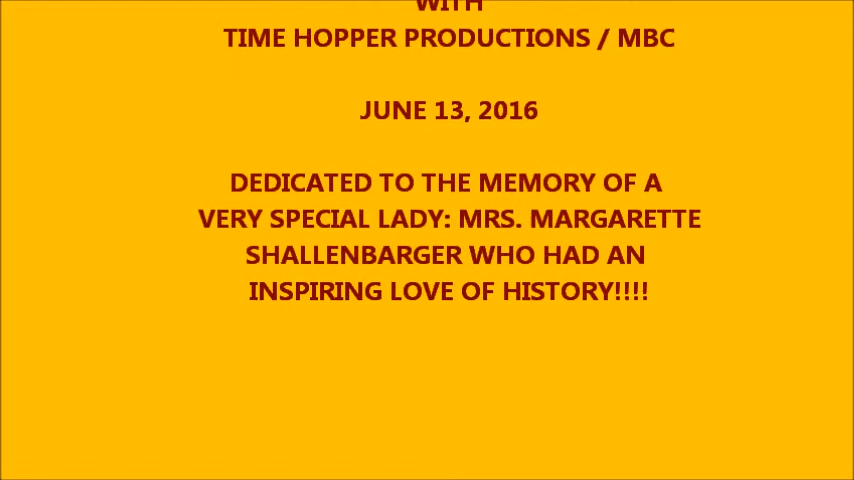 WITH
TIME HOPPER PRODUCTIONS / MBC
JUNE 13, 2016
DEDICATED TO THE MEMORY OF A
VERY SPECIAL LADY: MRS. MARGARETTE
SHALLENBARGER WHO HAD AN
INSPIRING LOVE OF HISTORY!!!!